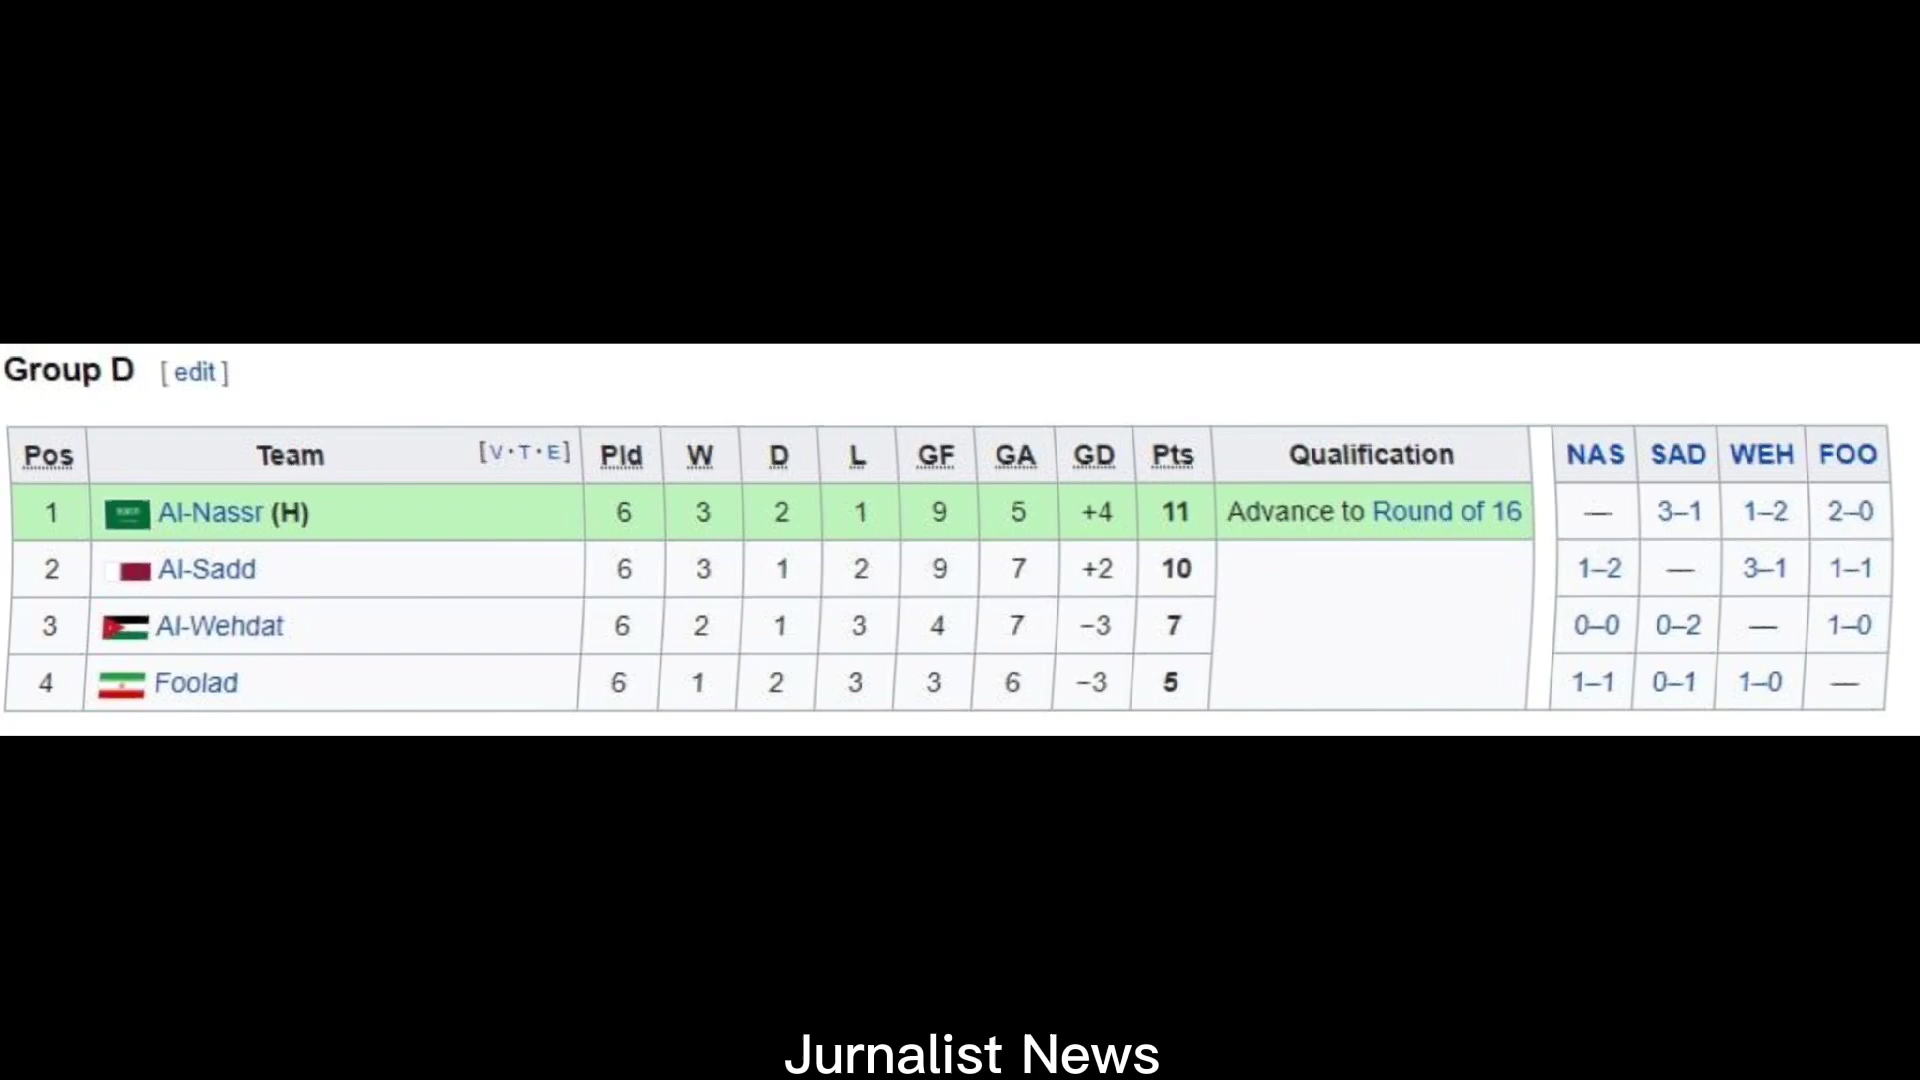 Group D [ edit ]
Pos Team [V·T·E] Pld W D L GF GA GD Pts Qualification NAS SAD WEH FOO
1 Al-Nassr (H) 6 3 2 1 9 5 +4 11 Advance to Round of 16 — 3–1 1–2 2–0
2 Al-Sadd 6 3 1 2 9 7 +2 10 1–2 — 3–1 1–1
3 Al-Wehdat 6 2 1 3 4 7 −3 7 0–0 0–2 — 1–0
4 Foolad 6 1 2 3 3 6 −3 5 1–1 0–1 1–0 —
Jurnalist News